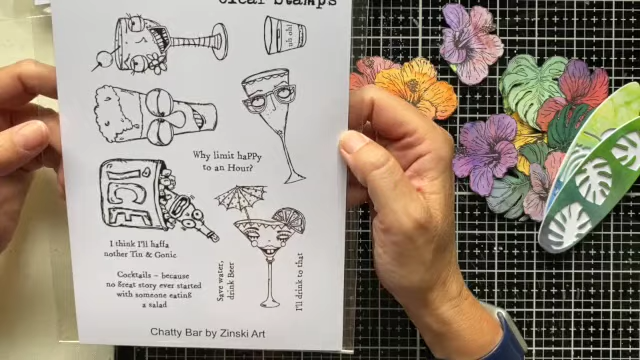 clear stamps
uh oh!
Why limit haPPy
to an Hour?
ICE
I think I'll haffa
nother Tin & Gonic
Cocktails – because
no great story ever started
with someone eating
a salad
Save water,
drink Beer
I'll drink to that
Chatty Bar by Zinski Art